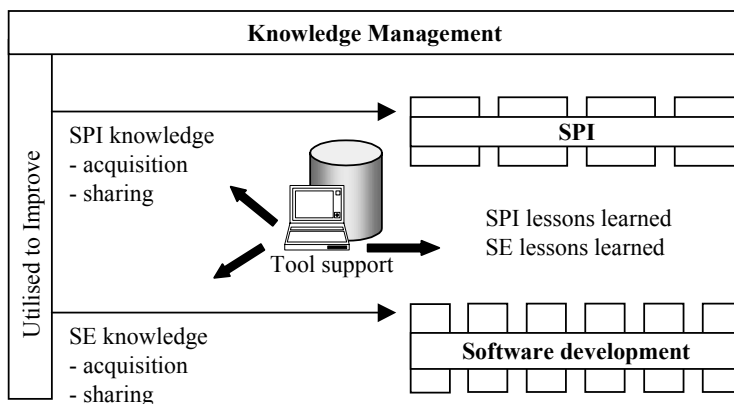 Knowledge Management
Utilised to Improve
SPI knowledge
- acquisition
- sharing
SPI
Tool support
SPI lessons learned
SE lessons learned
SE knowledge
- acquisition
- sharing
Software development